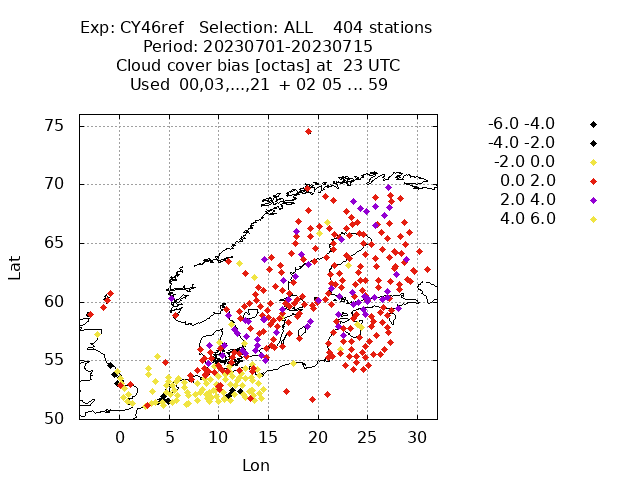 Exp: CY46ref   Selection: ALL    404 stations
Period: 20230701-20230715
Cloud cover bias [octas] at  23 UTC
Used  00,03,...,21  + 02 05 ... 59
-6.0 -4.0
-4.0 -2.0
-2.0 0.0
0.0 2.0
2.0 4.0
4.0 6.0
75
70
65
60
55
50
Lat
0 5 10 15 20 25 30
Lon